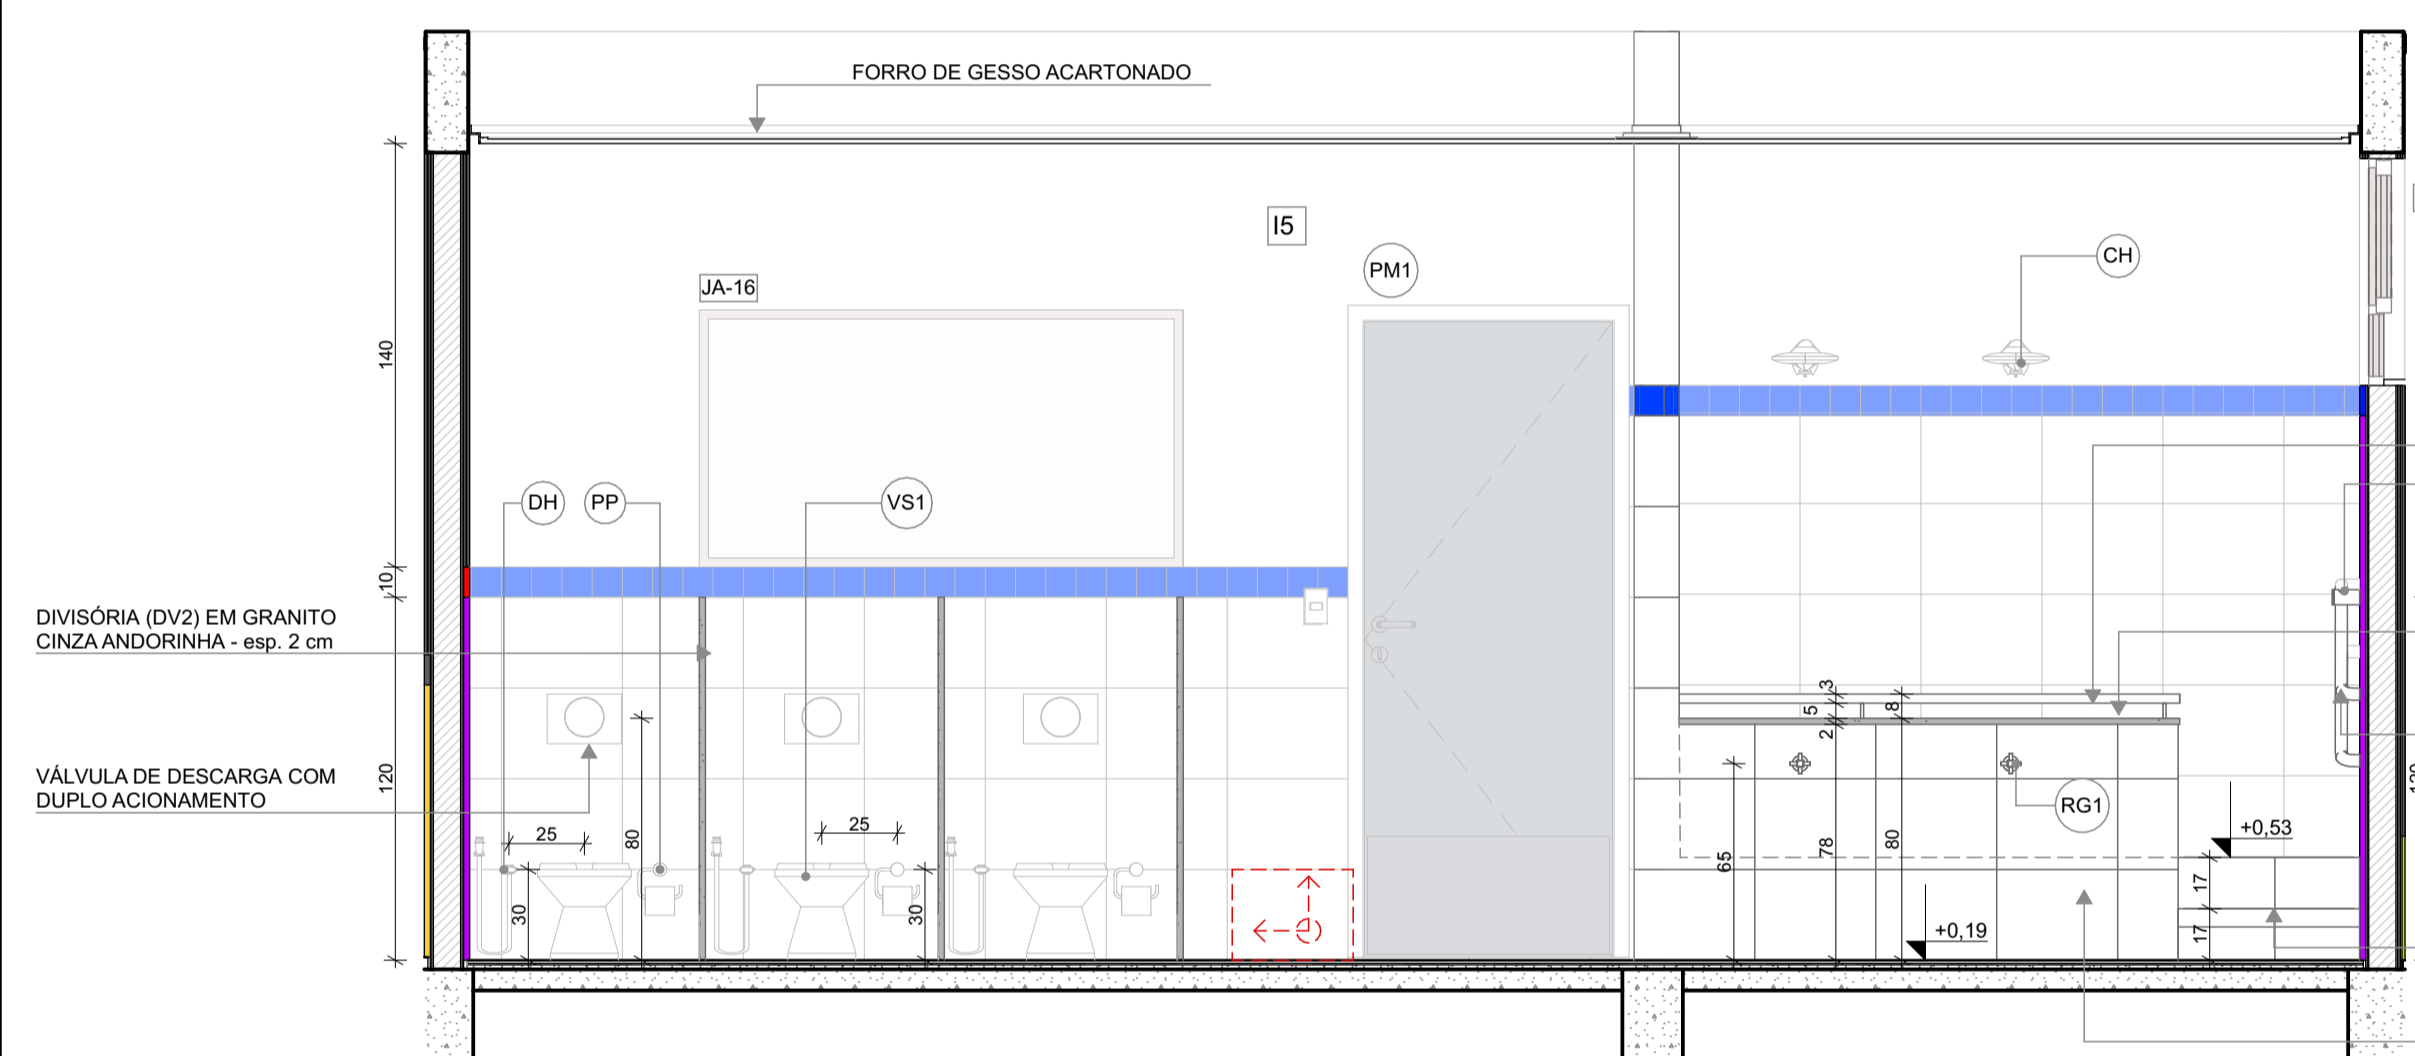 FORRO DE GESSO ACARTONADO
I5
PM1
CH
JA-16
140
DH
PP
VS1
10
DIVISÓRIA (DV2) EM GRANITO
CINZA ANDORINHA - esp. 2 cm
3
5
8
2
VÁLVULA DE DESCARGA COM
DUPLO ACIONAMENTO
120
RG1
25
25
80
65
78
80
+0,53
17
30
30
+0,19
17